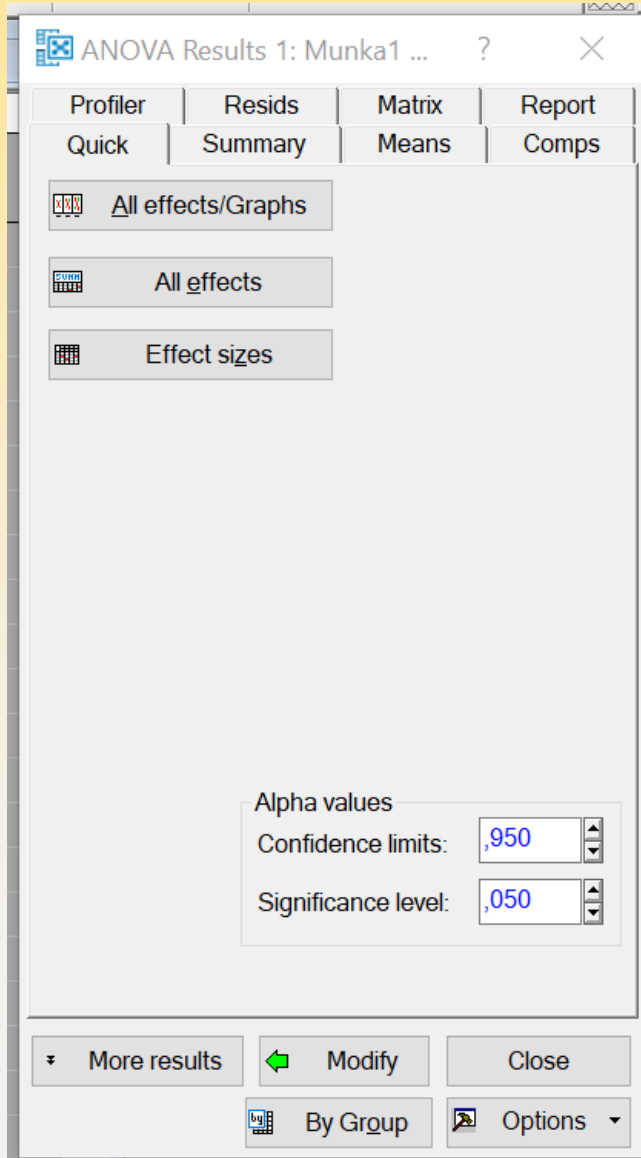 ANOVA Results 1: Munka1 ... ?
Profiler Resids Matrix Report
Quick Summary Means Comps
All effects/Graphs
All effects
Effect sizes
Alpha values
Confidence limits: ,950
Significance level: ,050
More results Modify Close
By Group Options